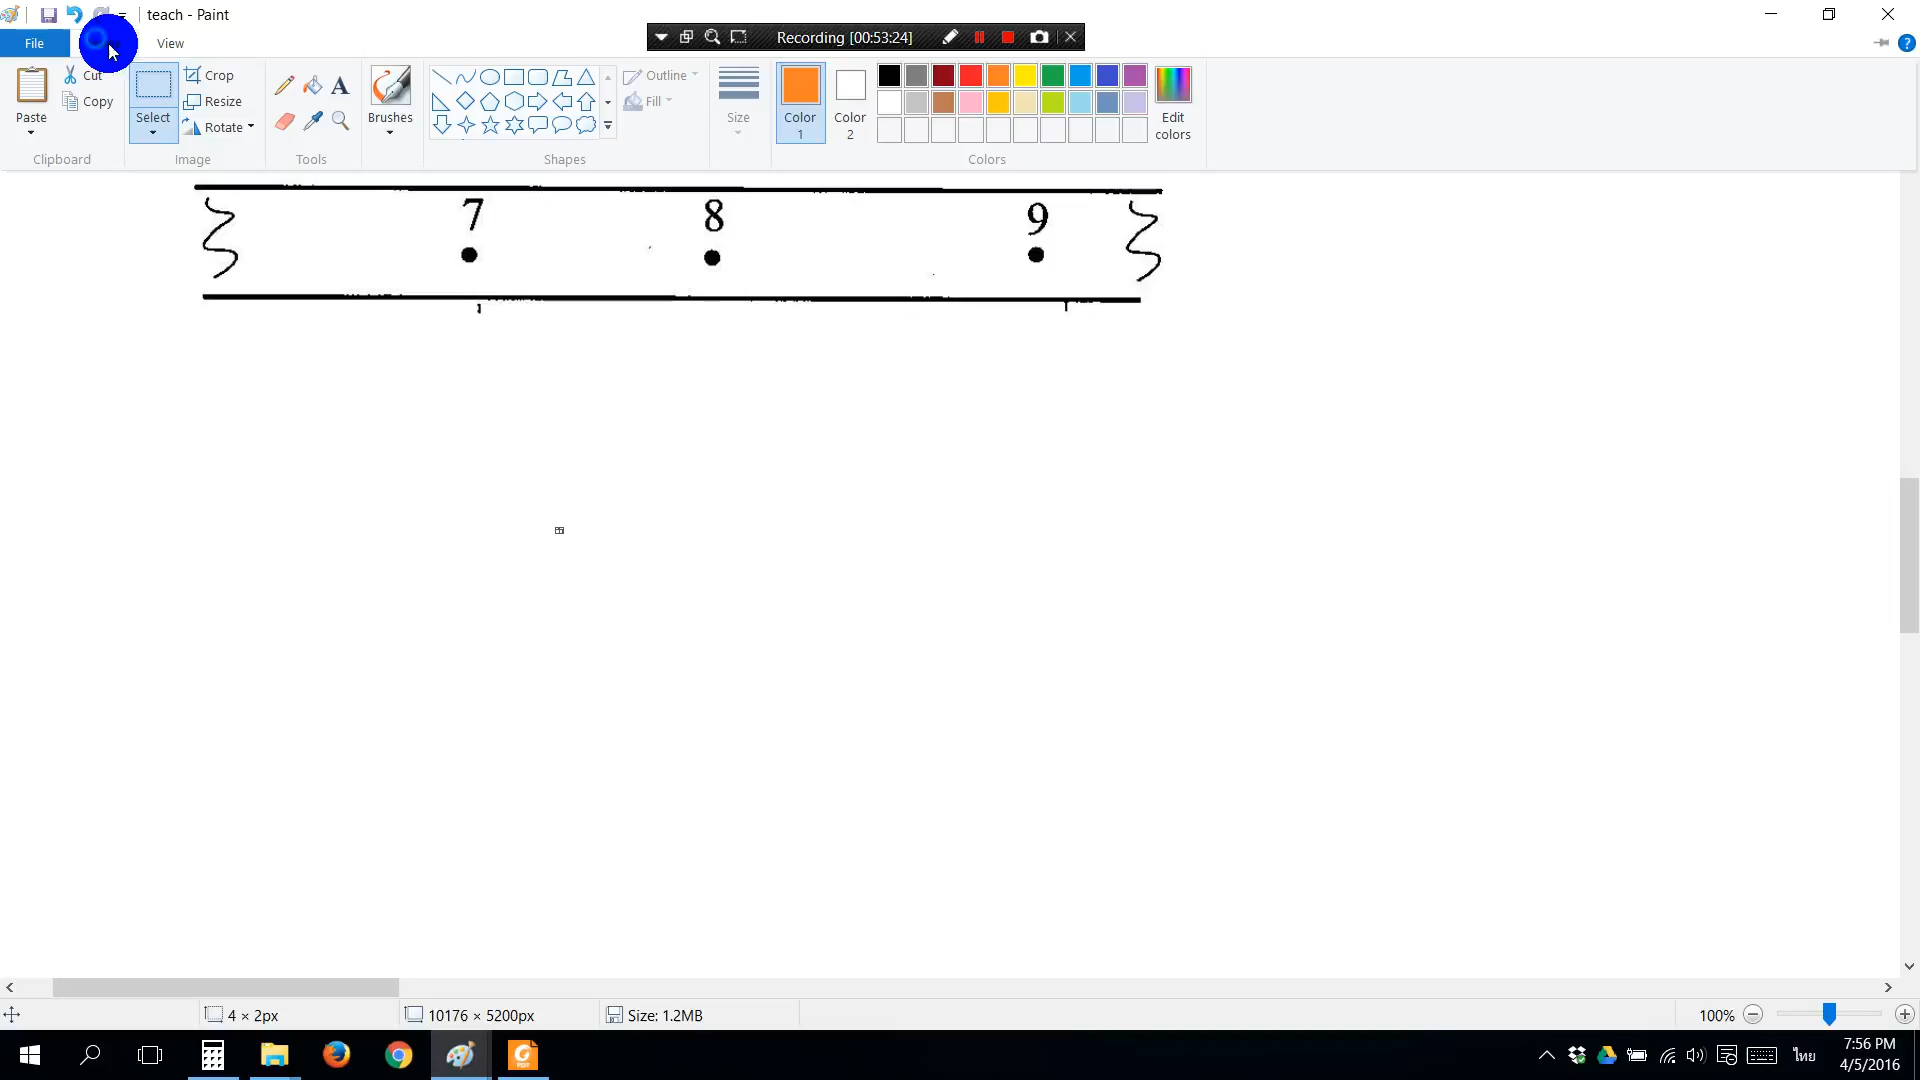 teach - Paint
File
View
Recording [00:53:24]
Cut
Copy
Paste
Clipboard
Select
Crop
Resize
Rotate
Image
Tools
Brushes
Outline
Fill
Shapes
Size
Color
1
Color
2
Edit
colors
Colors
7 8 9
4 × 2px
10176 × 5200px
Size: 1.2MB
100%
ไทย
7:56 PM
4/5/2016